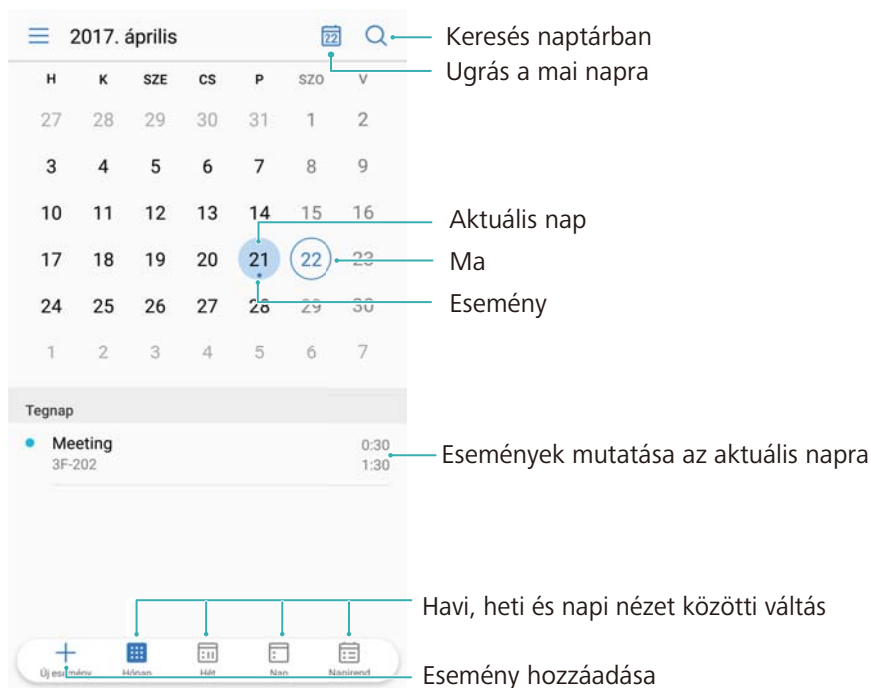 2017. április
22
Keresés naptárban
Ugrás a mai napra
H K SZE CS P SZO V
27 28 29 30 31 1 2
3 4 5 6 7 8 9
10 11 12 13 14 15 16
Aktuális nap
17 18 19 20 21 22 23
Ma
Esemény
24 25 26 27 28 29 30
1 2 3 4 5 6 7
Tegnap
Meeting 0:30
3F-202 1:30
Események mutatása az aktuális napra
Havi, heti és napi nézet közötti váltás
Új esemény Hónap Hét Nap Napirend
Esemény hozzáadása